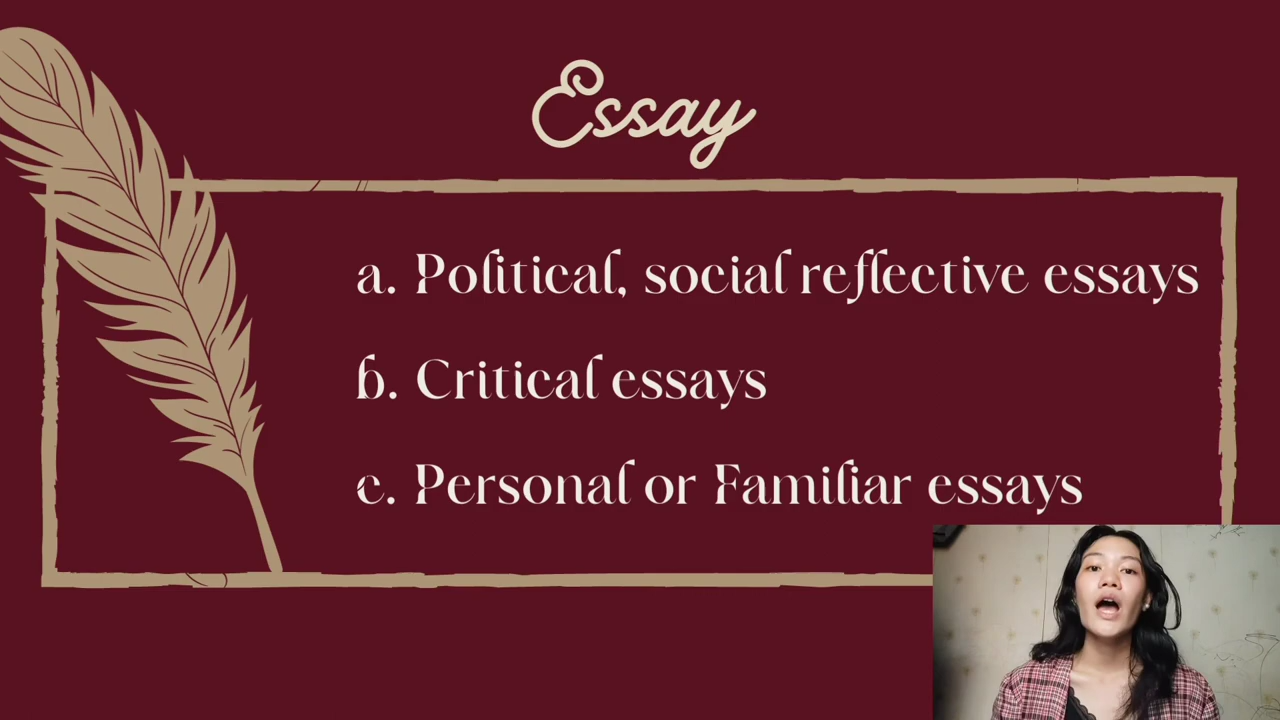 Essay
a. Political, social reflective essays
b. Critical essays
c. Personal or Familiar essays